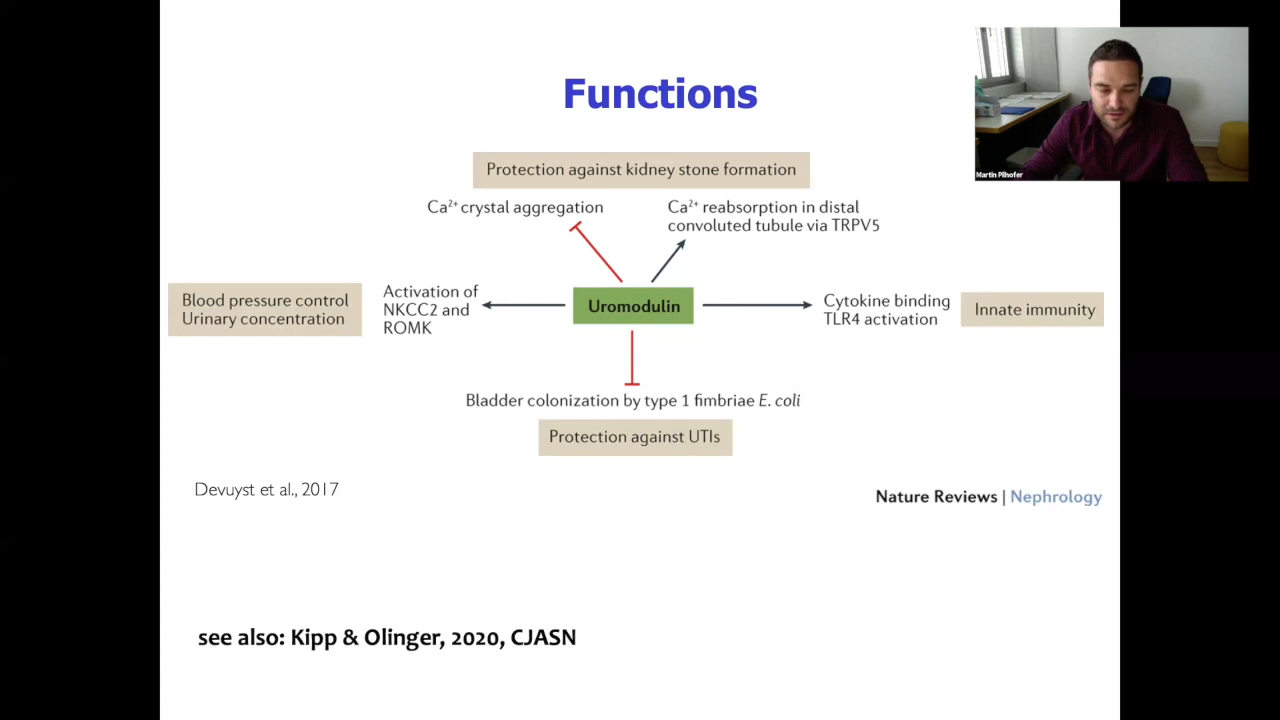 Functions
Martin Pilhofer
Protection against kidney stone formation
Ca²⁺ crystal aggregation
Ca²⁺ reabsorption in distal
convoluted tubule via TRPV5
Blood pressure control
Urinary concentration
Activation of
NKCC2 and
ROMK
Uromodulin
Cytokine binding
TLR4 activation
Innate immunity
Bladder colonization by type 1 fimbriae E. coli
Protection against UTIs
Devuyst et al., 2017
Nature Reviews | Nephrology
see also: Kipp & Olinger, 2020, CJASN